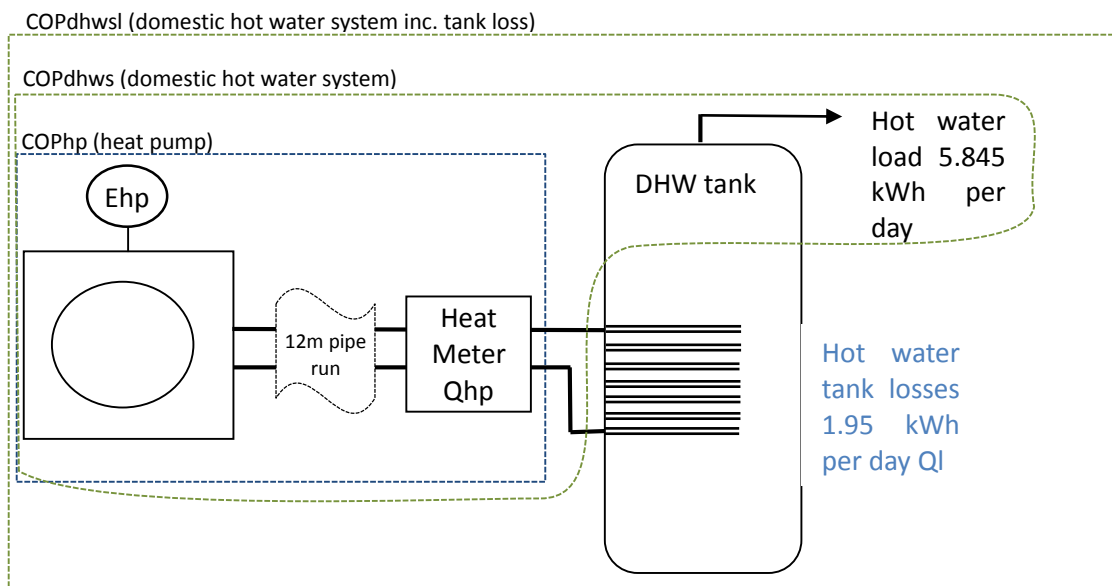 COPdhwsl (domestic hot water system inc. tank loss)
COPdhws (domestic hot water system)
COPhp (heat pump)
Ehp
12m pipe
run
Heat
Meter
Qhp
DHW tank
Hot water
load 5.845
kWh per
day
Hot water
tank losses
1.95 kWh
per day Ql